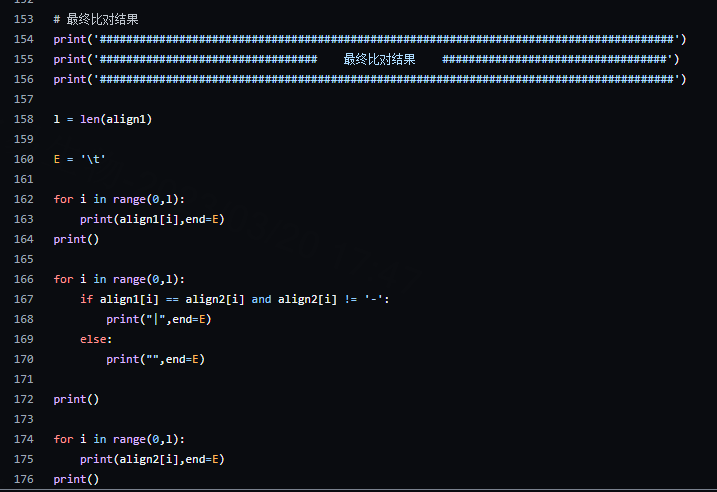 152
153 # 最终比对结果
154 print('#######################################################################################')
155 print('#################################    最终比对结果    ##################################')
156 print('#######################################################################################')
157
158 l = len(align1)
159
160 E = '\t'
161
162 for i in range(0,l):
163     print(align1[i],end=E)
164 print()
165
166 for i in range(0,l):
167     if align1[i] == align2[i] and align2[i] != '-':
168         print("|",end=E)
169     else:
170         print("",end=E)
171
172 print()
173
174 for i in range(0,l):
175     print(align2[i],end=E)
176 print()